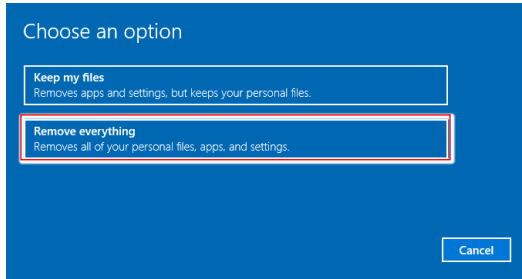 Choose an option
Keep my files
Removes apps and settings, but keeps your personal files.
Remove everything
Removes all of your personal files, apps, and settings.
Cancel